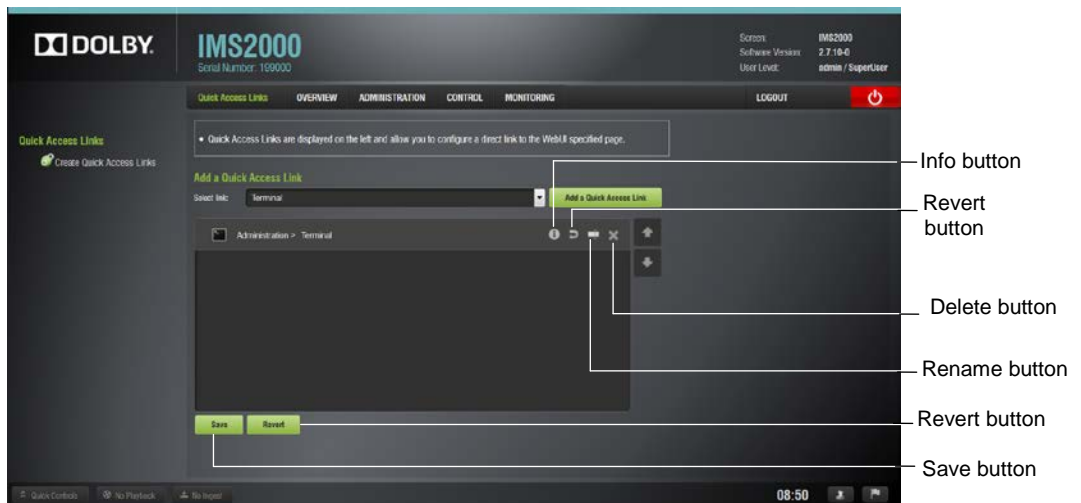 DOLBY.
IMS2000
Serial Number: 199000
Screen: IMS2000
Software Version: 2.7.10-0
User Level: admin / SuperUser
Quick Access Links OVERVIEW ADMINISTRATION CONTROL MONITORING LOGOUT
Quick Access Links
Create Quick Access Links
• Quick Access Links are displayed on the left and allow you to configure a direct link to the WebUI specified page.
Add a Quick Access Link
Select link: Terminal Add a Quick Access Link
Administration > Terminal
Save Revert
Info button
Revert
button
Delete button
Rename button
Revert button
Save button
Quick Controls No Playback No Ingest 08:50